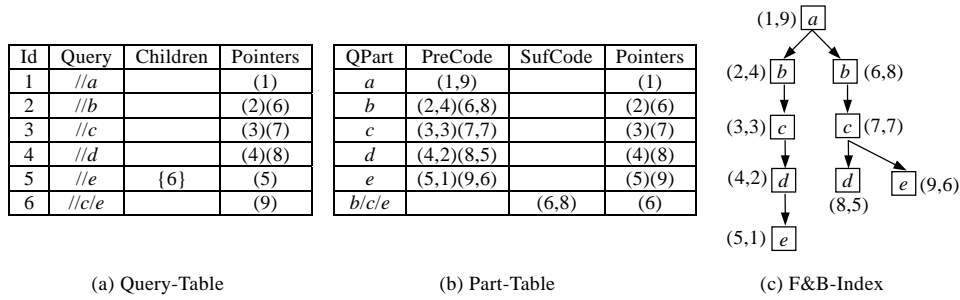 Id Query Children Pointers
1 //a (1)
2 //b (2)(6)
3 //c (3)(7)
4 //d (4)(8)
5 //e {6} (5)
6 //c/e (9)
(a) Query-Table
QPart PreCode SufCode Pointers
a (1,9) (1)
b (2,4)(6,8) (2)(6)
c (3,3)(7,7) (3)(7)
d (4,2)(8,5) (4)(8)
e (5,1)(9,6) (5)(9)
b/c/e (6,8) (6)
(b) Part-Table
(1,9) a
(2,4) b b (6,8)
(3,3) c c (7,7)
(4,2) d d e (9,6)
(8,5)
(5,1) e
(c) F&B-Index